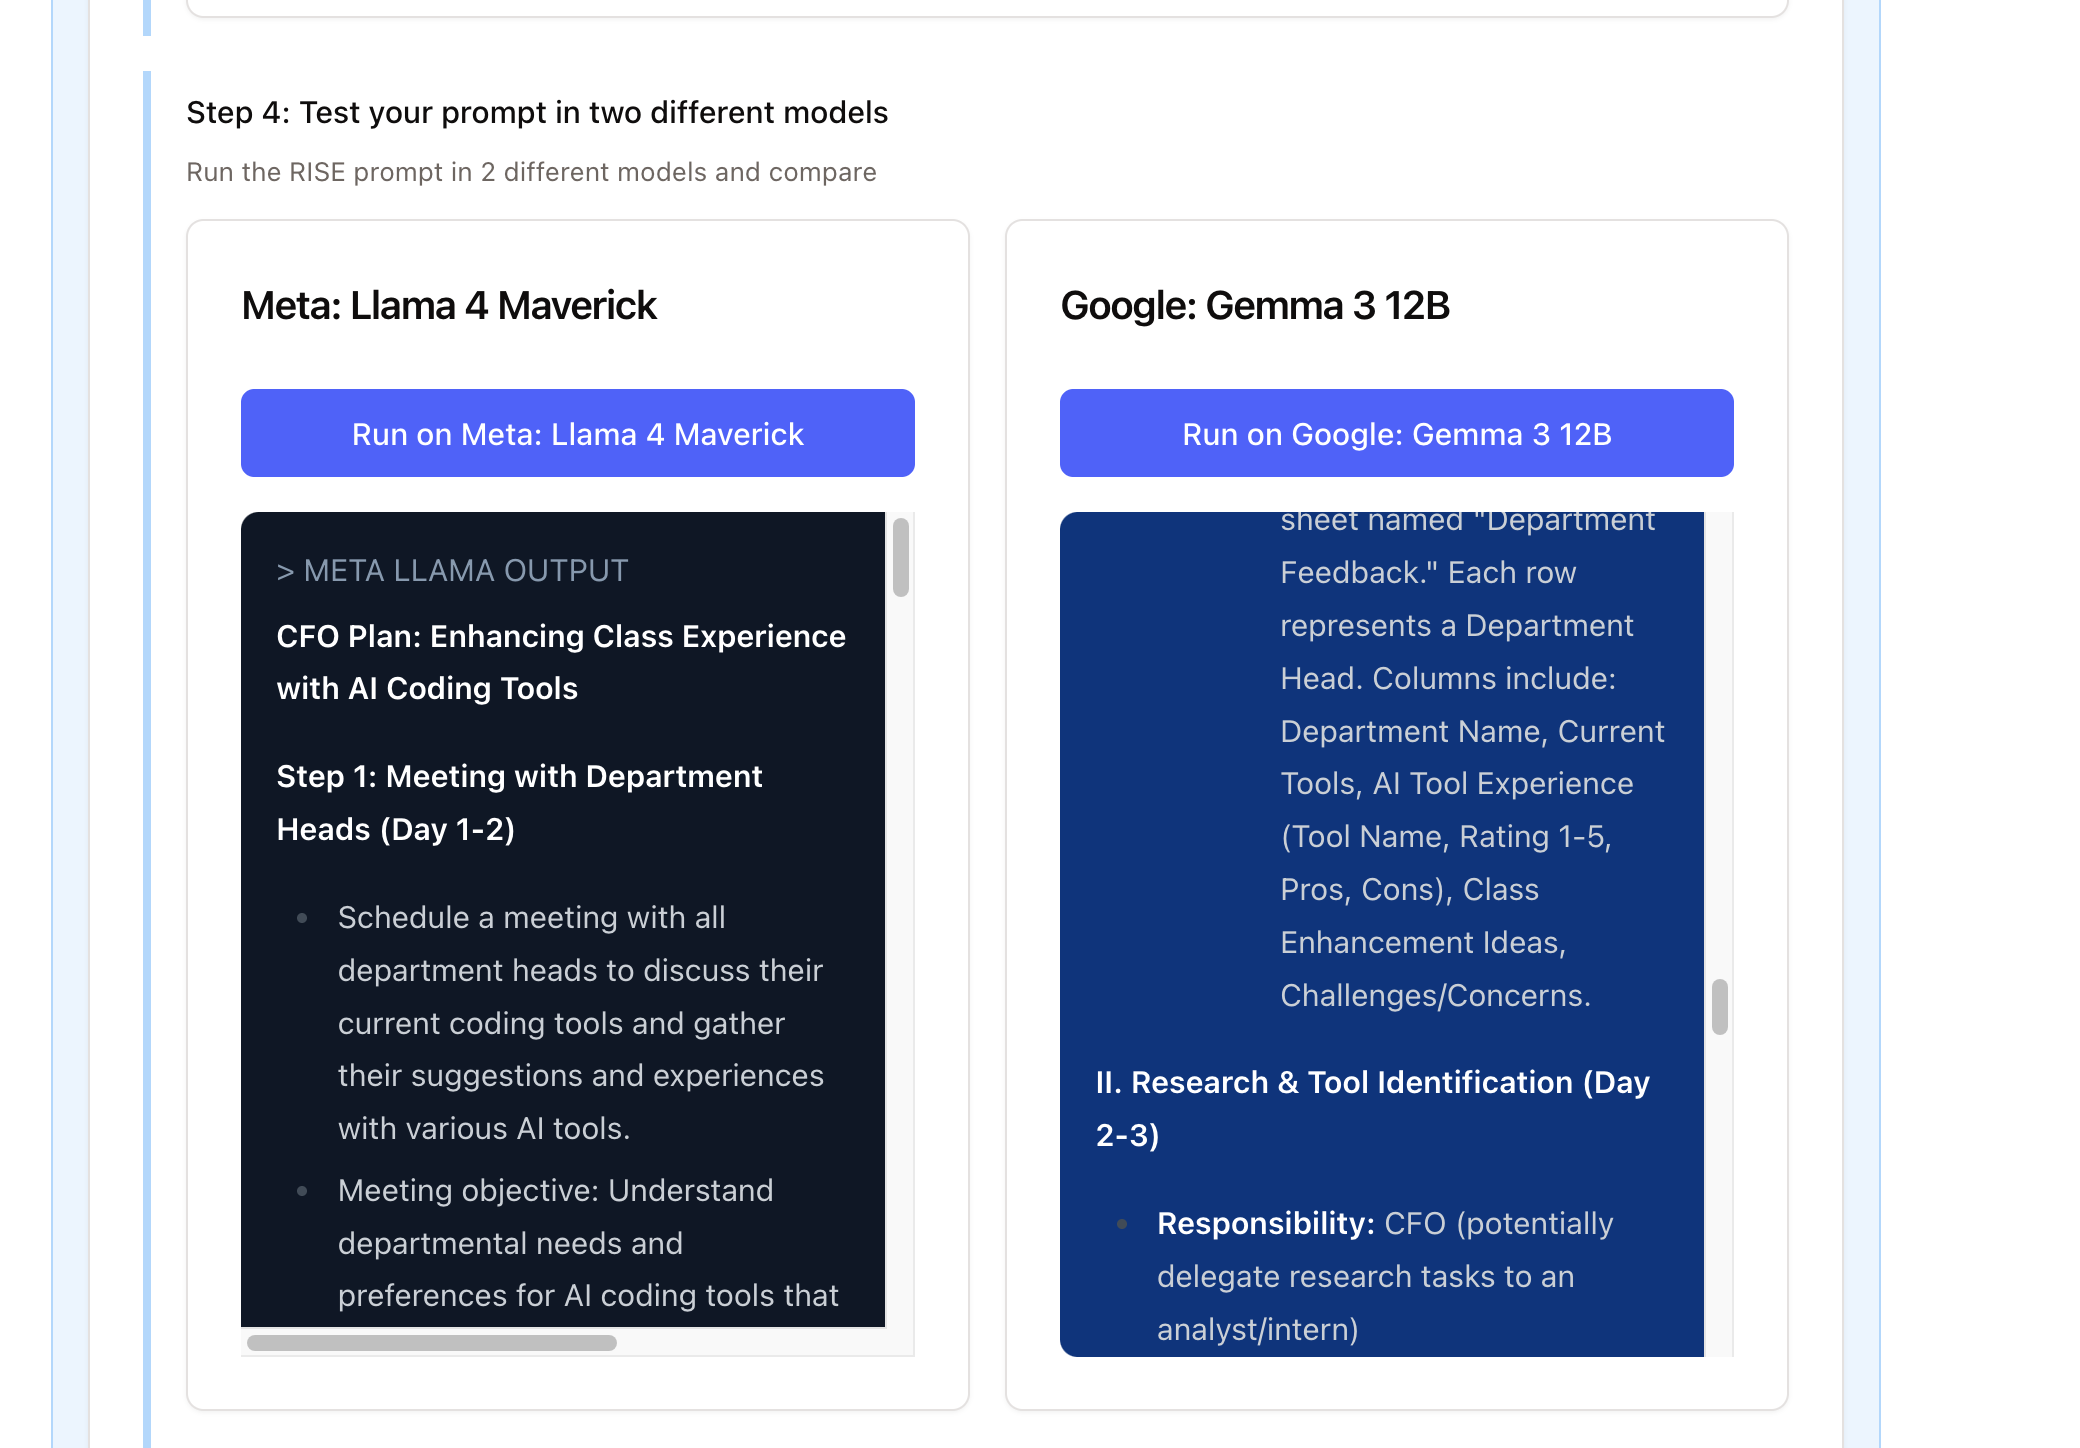 Step 4: Test your prompt in two different models
Run the RISE prompt in 2 different models and compare
Meta: Llama 4 Maverick
Run on Meta: Llama 4 Maverick
> META LLAMA OUTPUT
CFO Plan: Enhancing Class Experience
with AI Coding Tools
Step 1: Meeting with Department
Heads (Day 1-2)
Schedule a meeting with all
department heads to discuss their
current coding tools and gather
their suggestions and experiences
with various AI tools.
Meeting objective: Understand
departmental needs and
preferences for AI coding tools that
Google: Gemma 3 12B
Run on Google: Gemma 3 12B
sheet named "Department
Feedback." Each row
represents a Department
Head. Columns include:
Department Name, Current
Tools, AI Tool Experience
(Tool Name, Rating 1-5,
Pros, Cons), Class
Enhancement Ideas,
Challenges/Concerns.
II. Research & Tool Identification (Day
2-3)
Responsibility: CFO (potentially
delegate research tasks to an
analyst/intern)